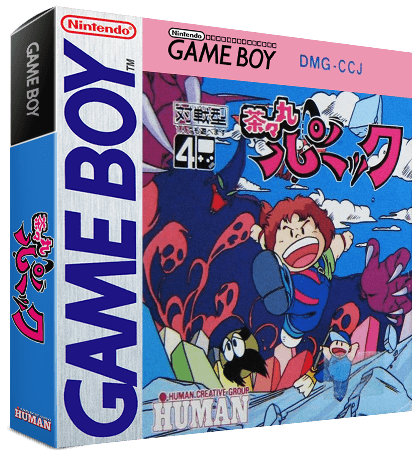 GAME BOY
茶々丸
パニック
HUMAN
Nintendo
GAME BOY
TM
Nintendo
GAME BOY
DMG-CCJ
茶々丸
パニック
対戦型
4
HUMAN.CREATIVE.GROUP
HUMAN